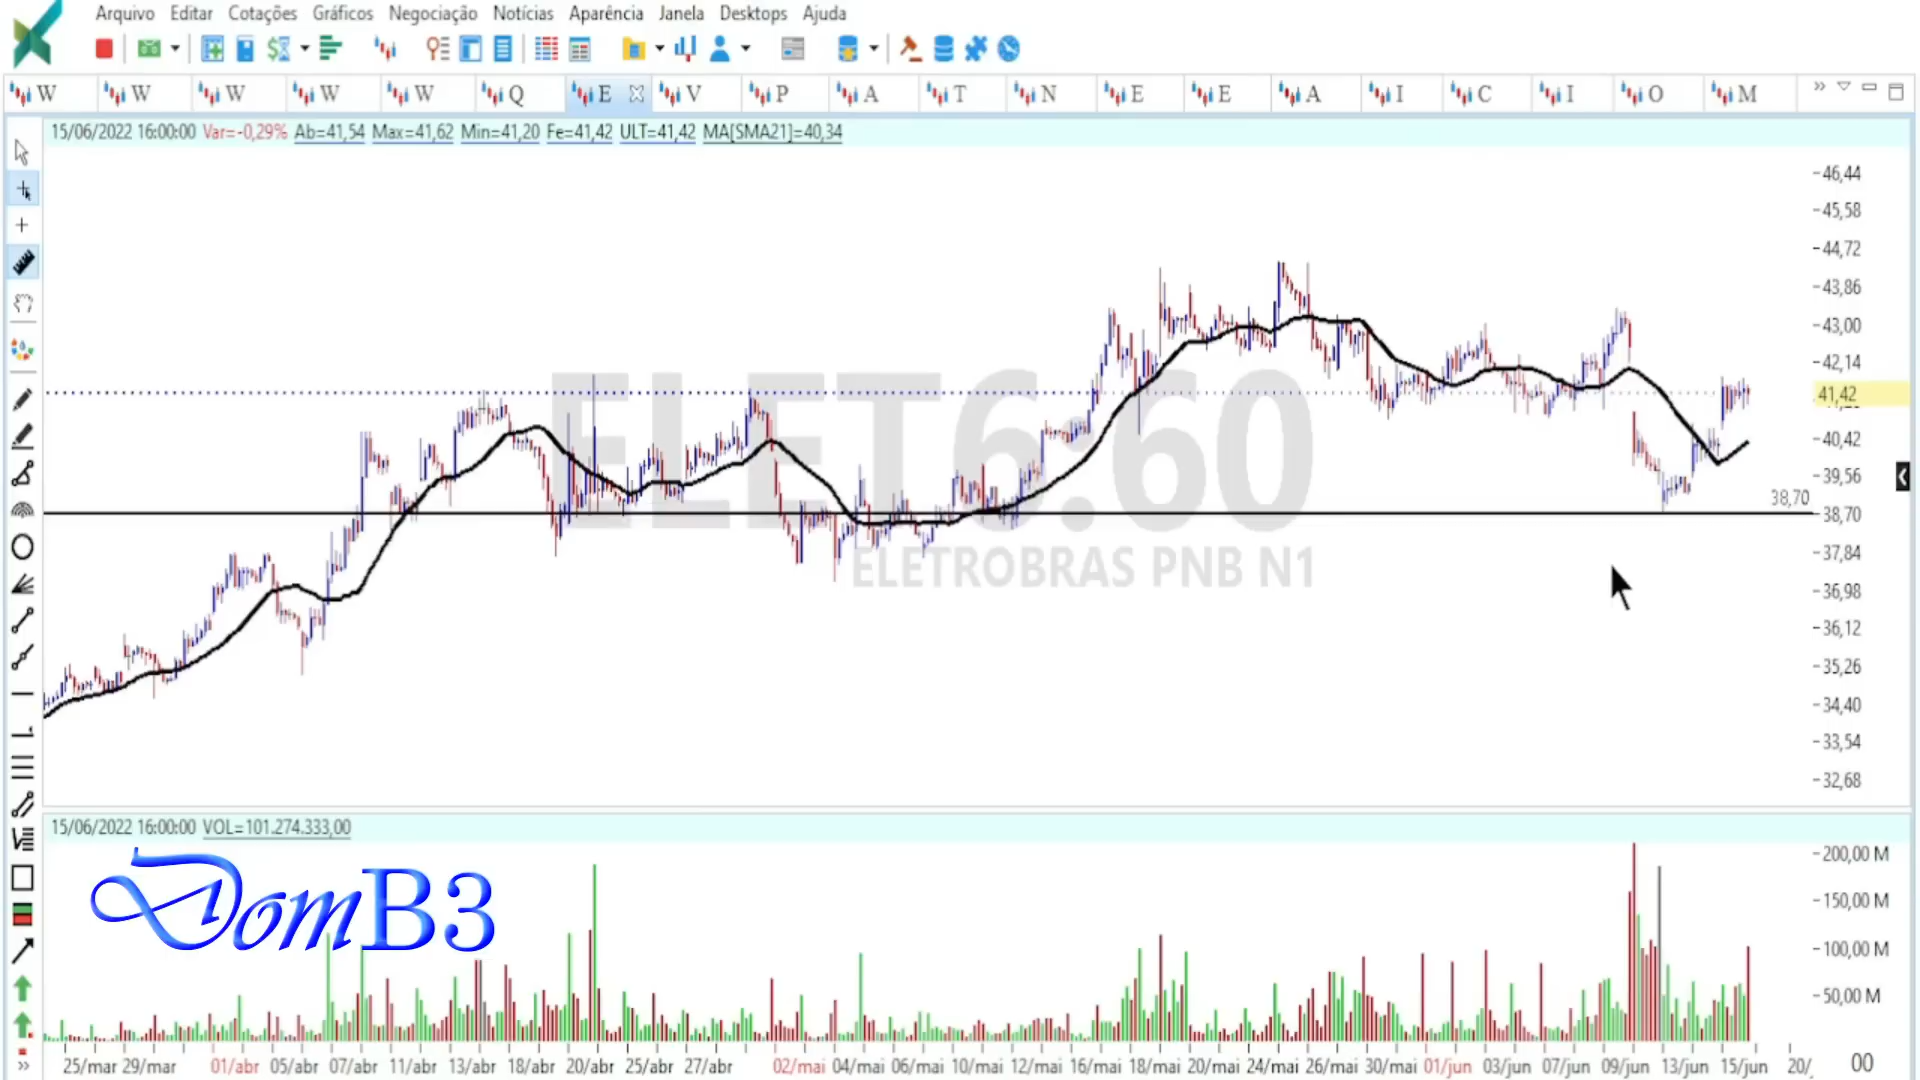 Arquivo Editar Cotações Gráficos Negociação Notícias Aparência Janela Desktops Ajuda
W W W W W Q E V P A T N E E A I C I O M
15/06/2022 16:00:00 Var=-0,29% Ab=41,54 Max=41,62 Min=41,20 Fe=41,42 ULT=41,42 MA[SMA21]=40,34
46,44
45,58
44,72
43,86
43,00
42,14
41,42
40,42
39,56
38,70
38,70
37,84
36,98
36,12
35,26
34,40
33,54
32,68
ELET6:60
ELETROBRAS PNB N1
15/06/2022 16:00:00 VOL=101.274.333,00
DomB3
200,00 M
150,00 M
100,00 M
50,00 M
25/mar 29/mar 01/abr 05/abr 07/abr 11/abr 13/abr 18/abr 20/abr 25/abr 27/abr 02/mai 04/mai 06/mai 10/mai 12/mai 16/mai 18/mai 20/mai 24/mai 26/mai 30/mai 01/jun 03/jun 07/jun 09/jun 13/jun 15/jun 20/
00